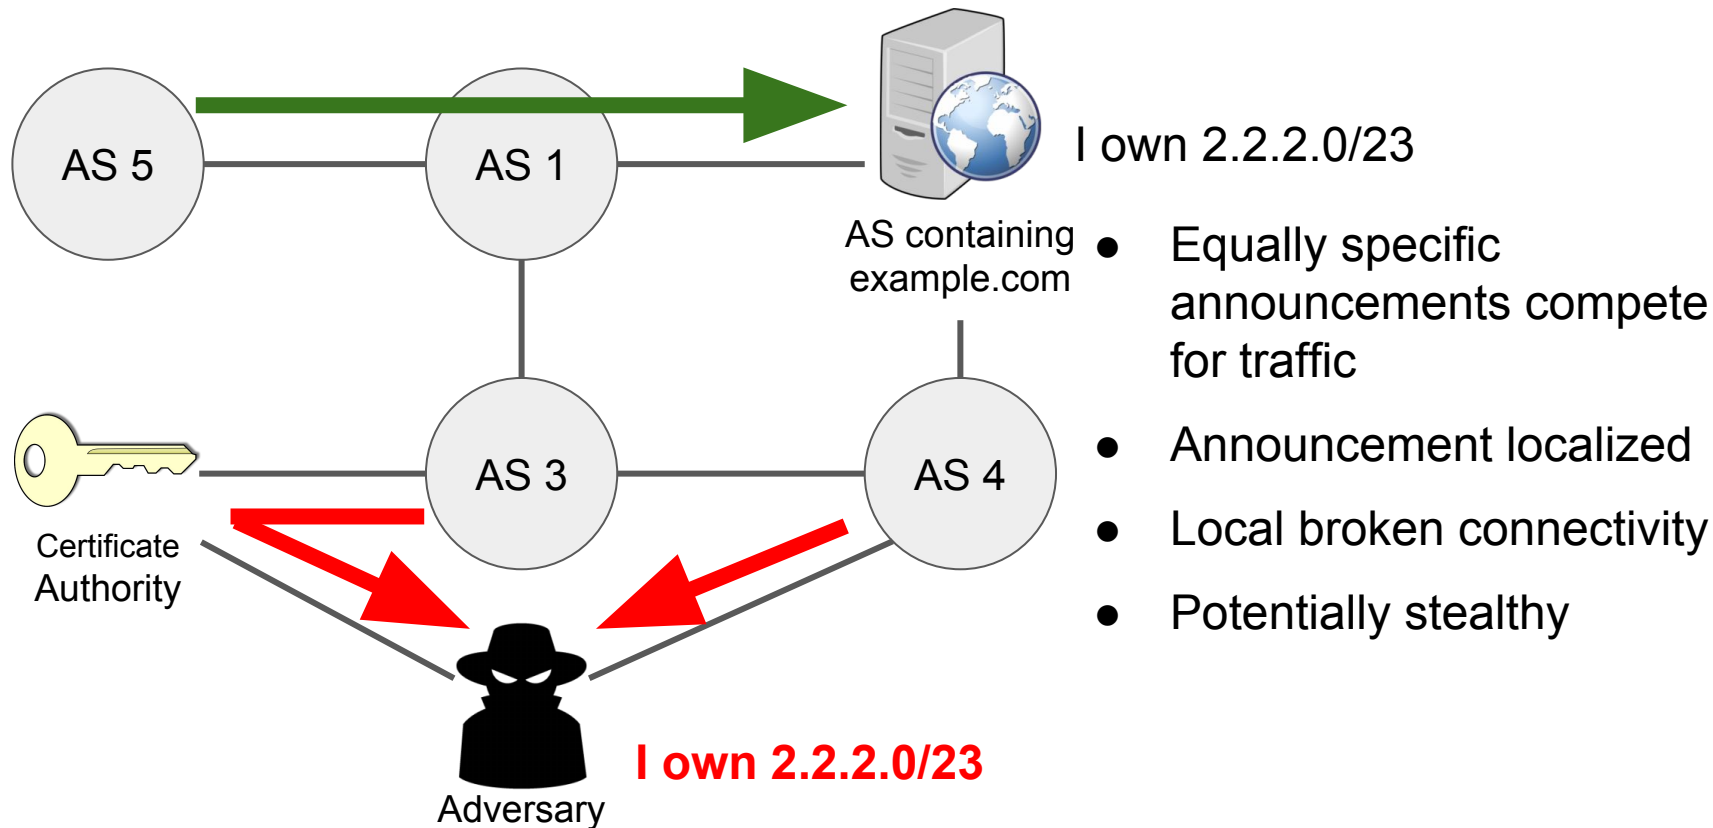 AS 5
AS 1
I own 2.2.2.0/23
AS containing
example.com
● Equally specific
announcements compete
for traffic
● Announcement localized
● Local broken connectivity
● Potentially stealthy
AS 3
AS 4
Certificate
Authority
I own 2.2.2.0/23
Adversary